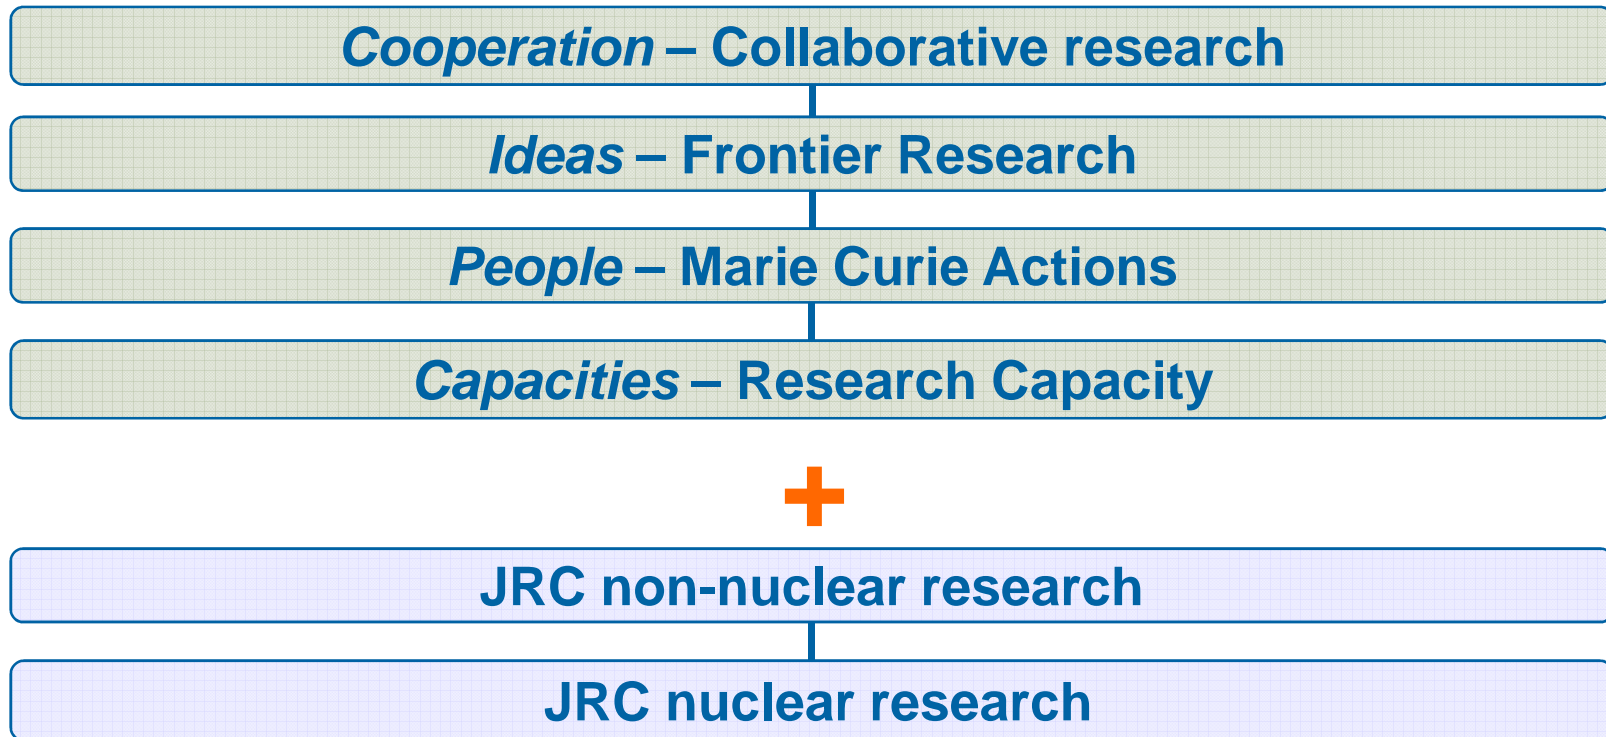 Cooperation – Collaborative research
Ideas – Frontier Research
People – Marie Curie Actions
Capacities – Research Capacity
+
JRC non-nuclear research
JRC nuclear research